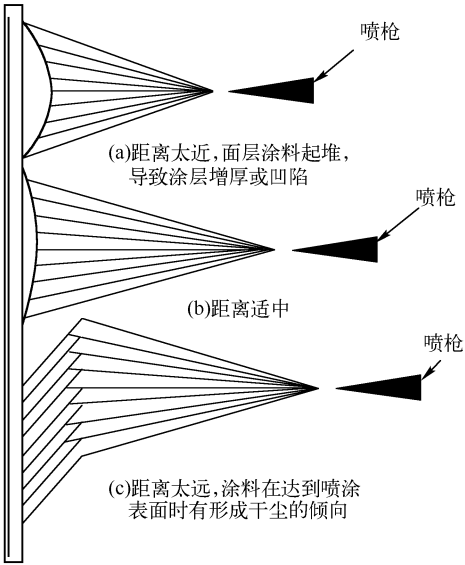 喷枪
(a)距离太近，面层涂料起堆，
导致涂层增厚或凹陷
喷枪
(b)距离适中
喷枪
(c)距离太远，涂料在达到喷涂
表面时有形成干尘的倾向